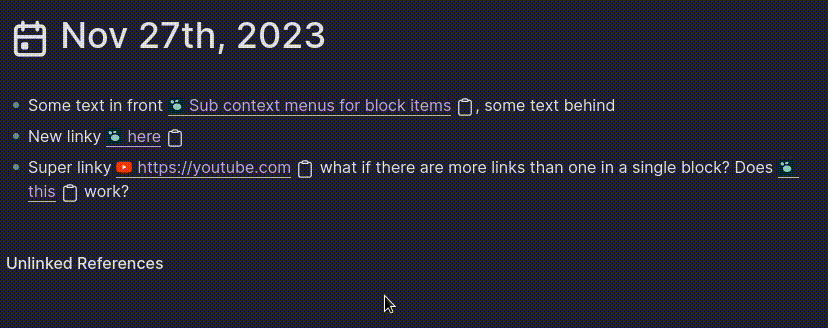 Nov 27th, 2023
Some text in front Sub context menus for block items , some text behind
New linky here
Super linky https://youtube.com what if there are more links than one in a single block? Does
this work?
Unlinked References